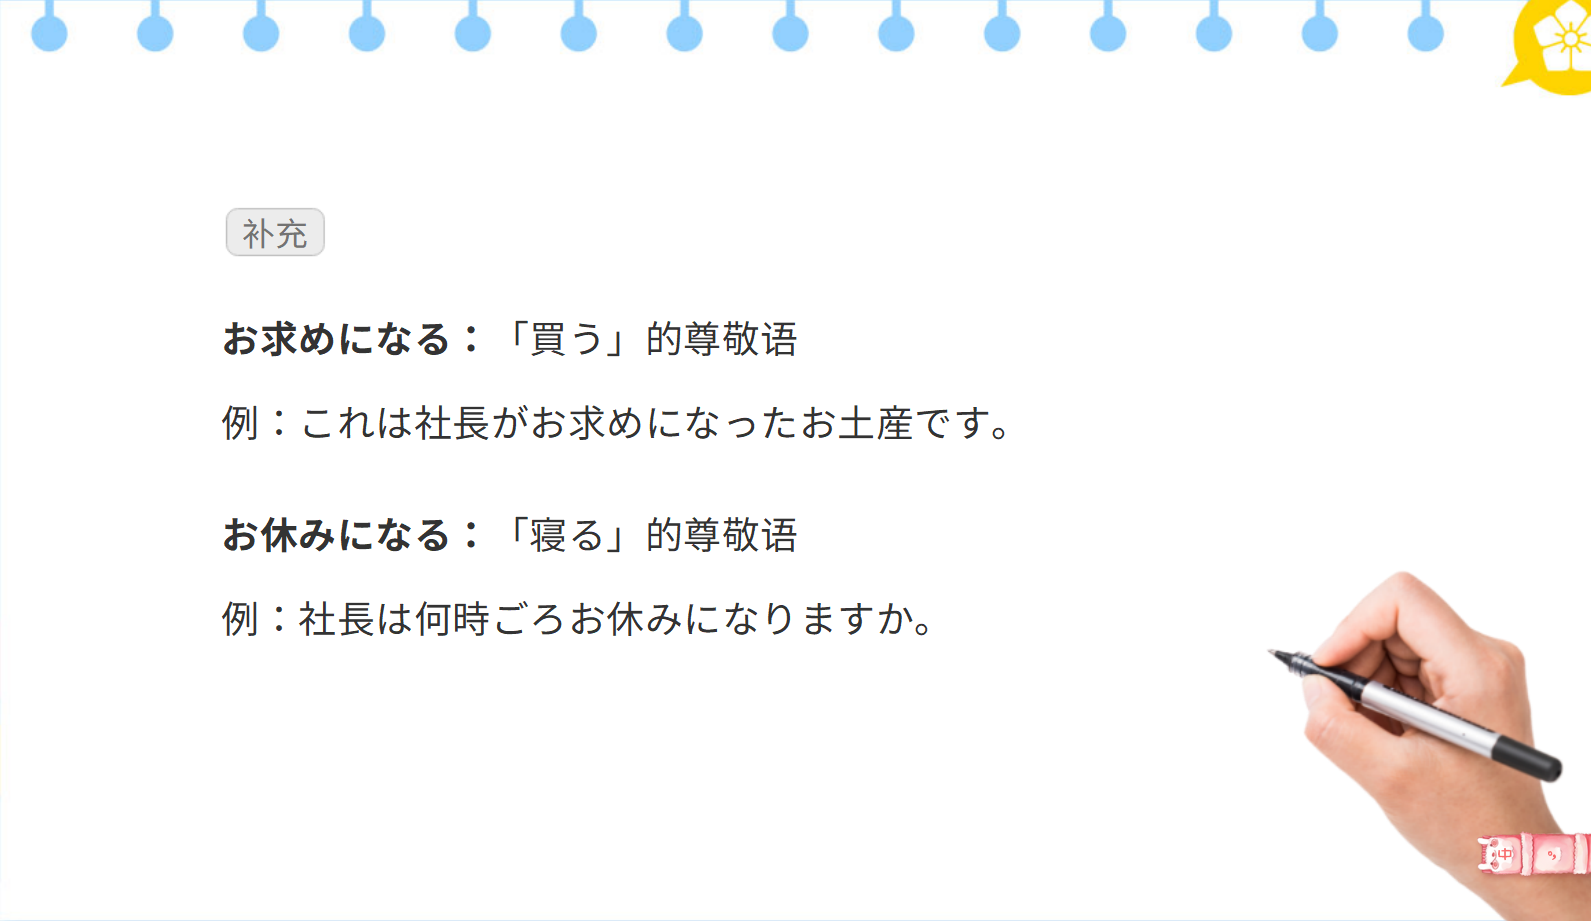 补充
お求めになる：「買う」的尊敬语
例：これは社長がお求めになったお土産です。
お休みになる：「寝る」的尊敬语
例：社長は何時ごろお休みになりますか。
中